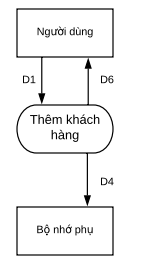 Người dùng
D1
D6
Thêm khách
hàng
D4
Bộ nhớ phụ